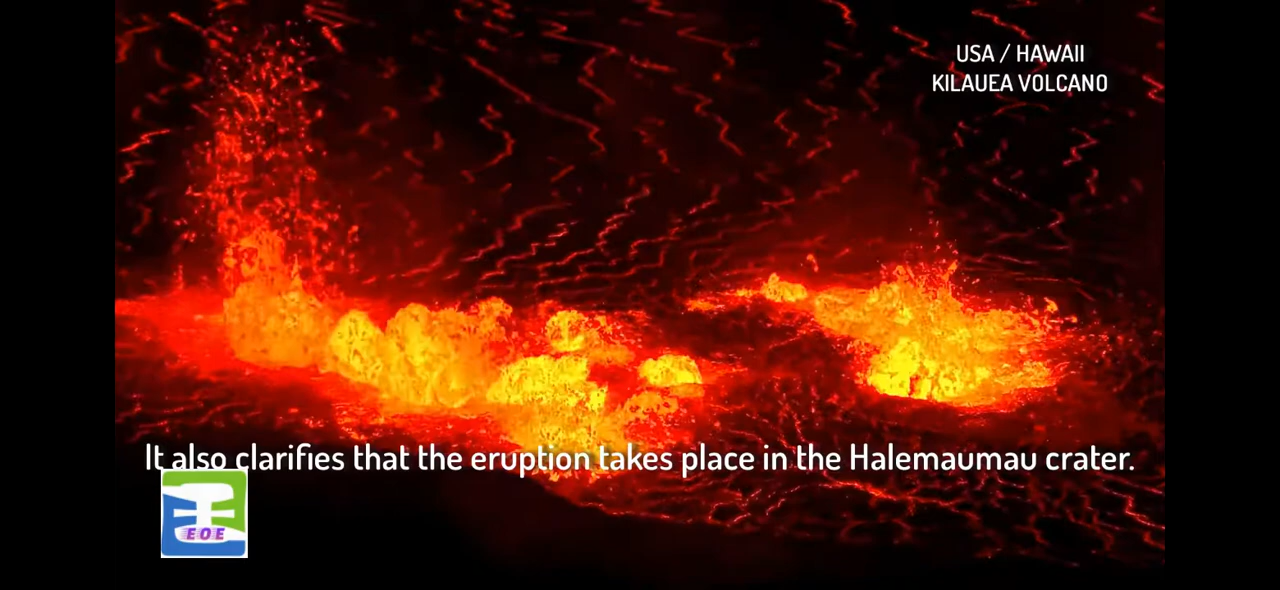 USA / HAWAII
KILAUEA VOLCANO
It also clarifies that the eruption takes place in the Halemaumau crater.
EOE